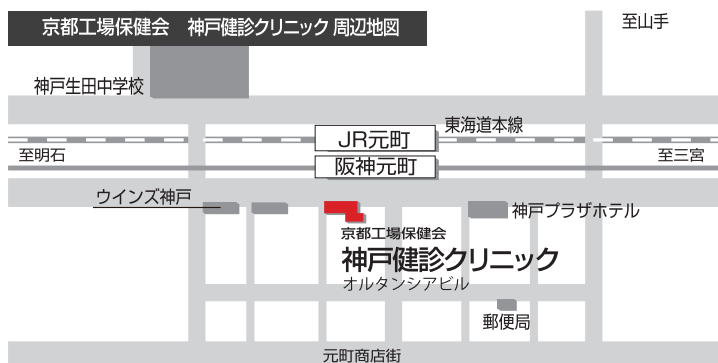 京都工場保健会　神戸健診クリニック 周辺地図
至山手
神戸生田中学校
東海道本線
JR元町
至明石
阪神元町
至三宮
ウインズ神戸
神戸プラザホテル
京都工場保健会
神戸健診クリニック
オルタンシアビル
郵便局
元町商店街